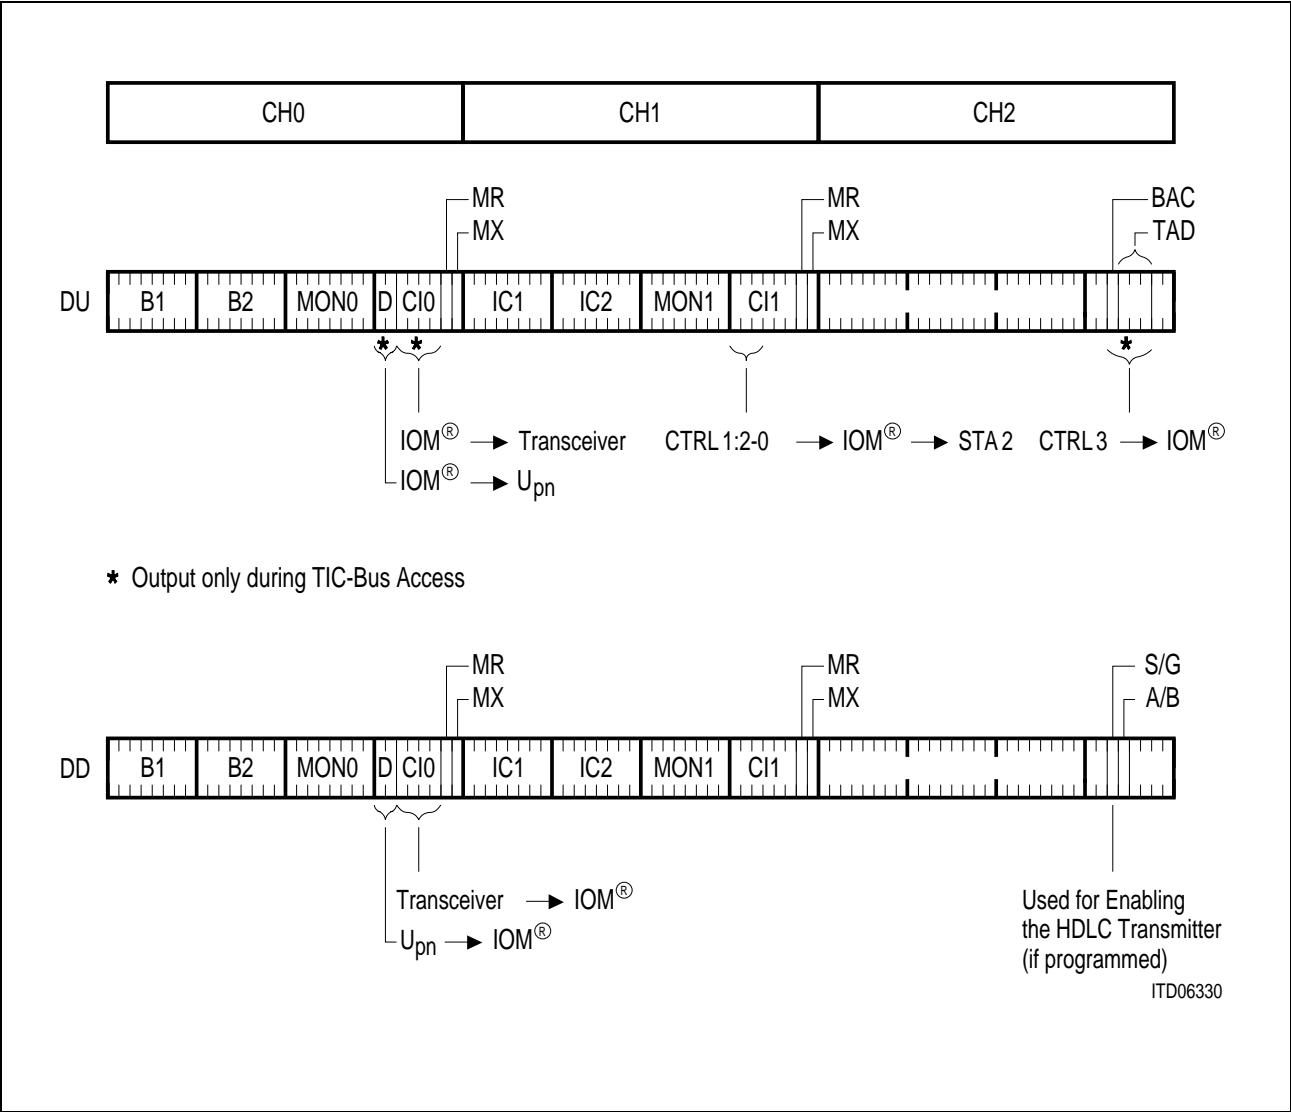 CH0 CH1 CH2
MR MR BAC
MX MX TAD
DU B1 B2 MON0 D CI0 IC1 IC2 MON1 CI1
* * *
IOM® Transceiver CTRL 1:2-0 IOM® STA 2 CTRL 3 IOM®
IOM® Upn
* Output only during TIC-Bus Access
MR MR S/G
MX MX A/B
DD B1 B2 MON0 D CI0 IC1 IC2 MON1 CI1
Transceiver IOM® Used for Enabling
the HDLC Transmitter
Upn IOM®
(if programmed)
ITD06330